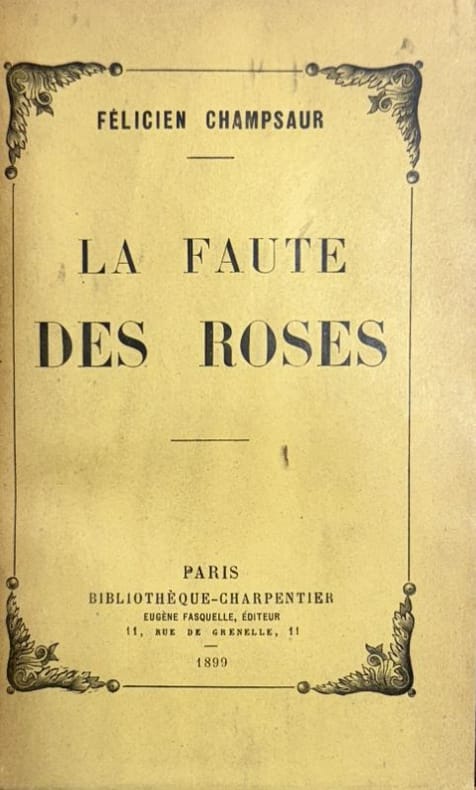 FÉLICIEN CHAMPSAUR
LA FAUTE
DES ROSES
PARIS
BIBLIOTHÈQUE-CHARPENTIER
EUGÈNE FASQUELLE, ÉDITEUR
11, RUE DE GRENELLE, 11
1899